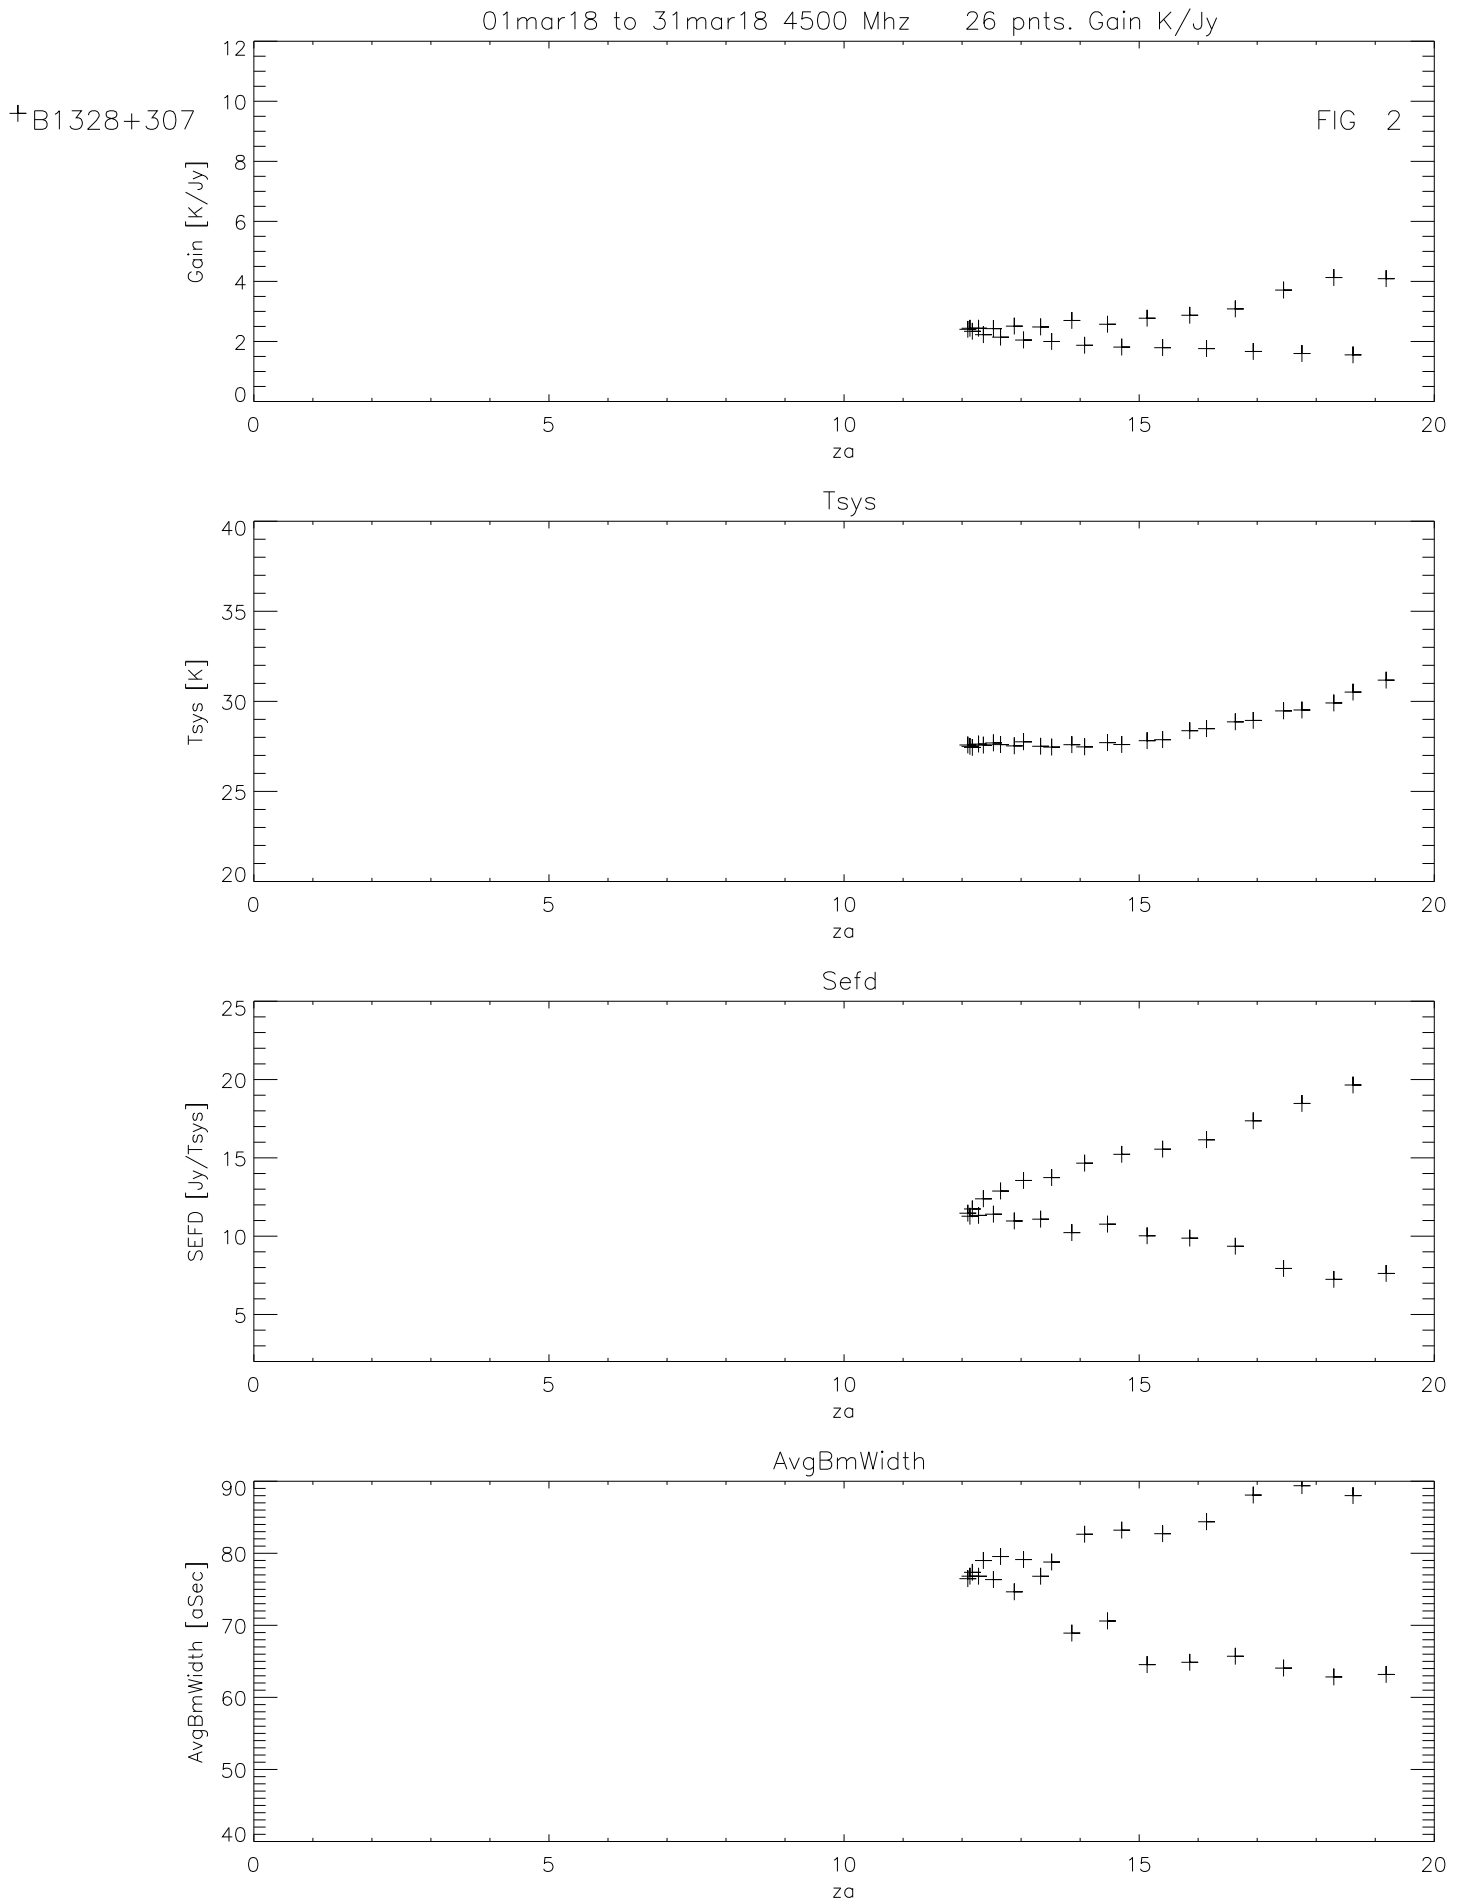 01mar18 to 31mar18 4500 Mhz 26 pnts. Gain K/Jy
+B1328+307
FIG 2
Gain [K/Jy]
12
10
8
6
4
2
0
0 5 10 15 20
za
Tsys
Tsys [K]
40
35
30
25
20
0 5 10 15 20
za
Sefd
SEFD [Jy/Tsys]
25
20
15
10
5
0 5 10 15 20
za
AvgBmWidth
AvgBmWidth [aSec]
90
80
70
60
50
40
0 5 10 15 20
za